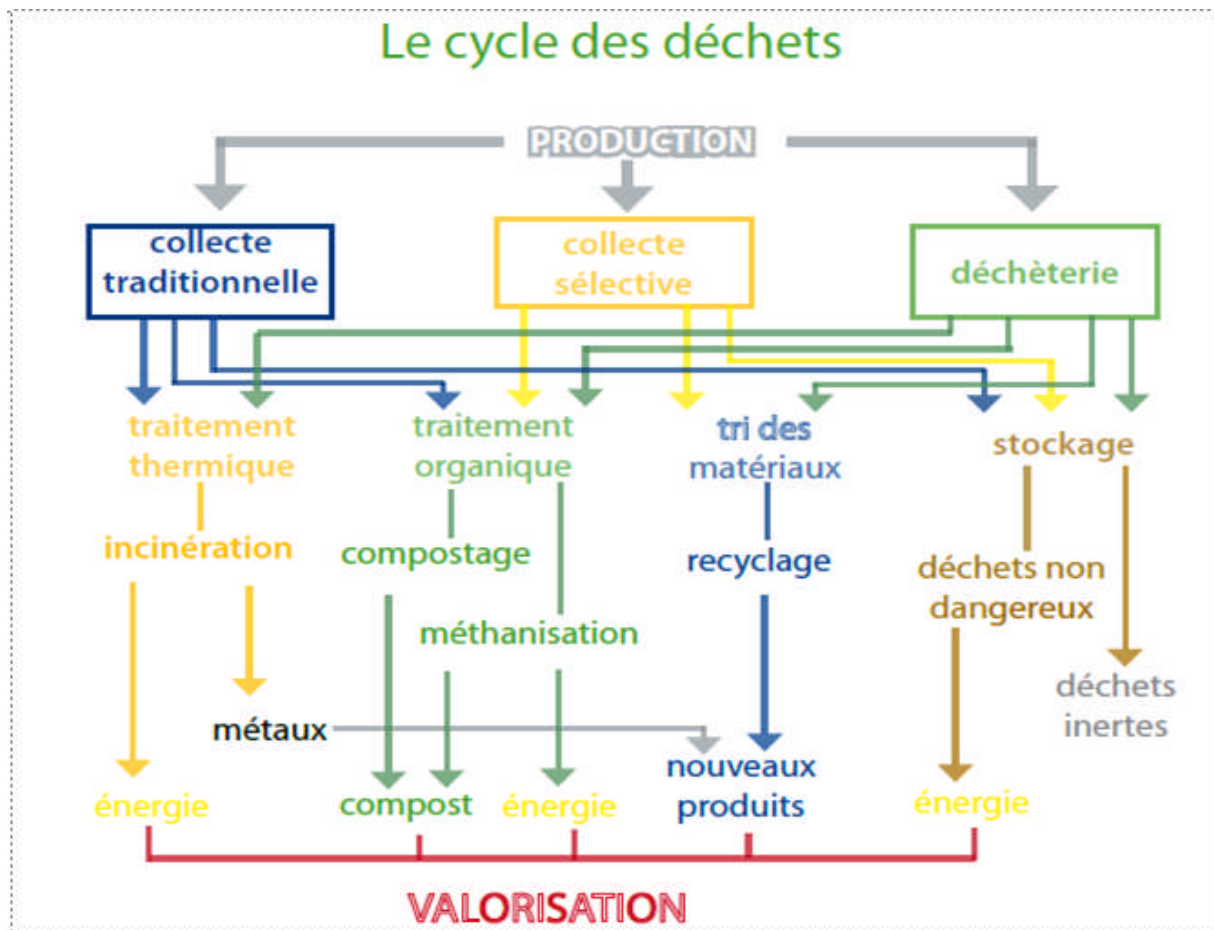 Le cycle des déchets
PRODUCTION
collecte
traditionnelle
collecte
sélective
déchèterie
traitement
thermique
traitement
organique
tri des
matériaux
stockage
incinération
compostage
recyclage
déchets non
dangereux
méthanisation
métaux
déchets
inertes
énergie
compost
énergie
nouveaux
produits
énergie
VALORISATION